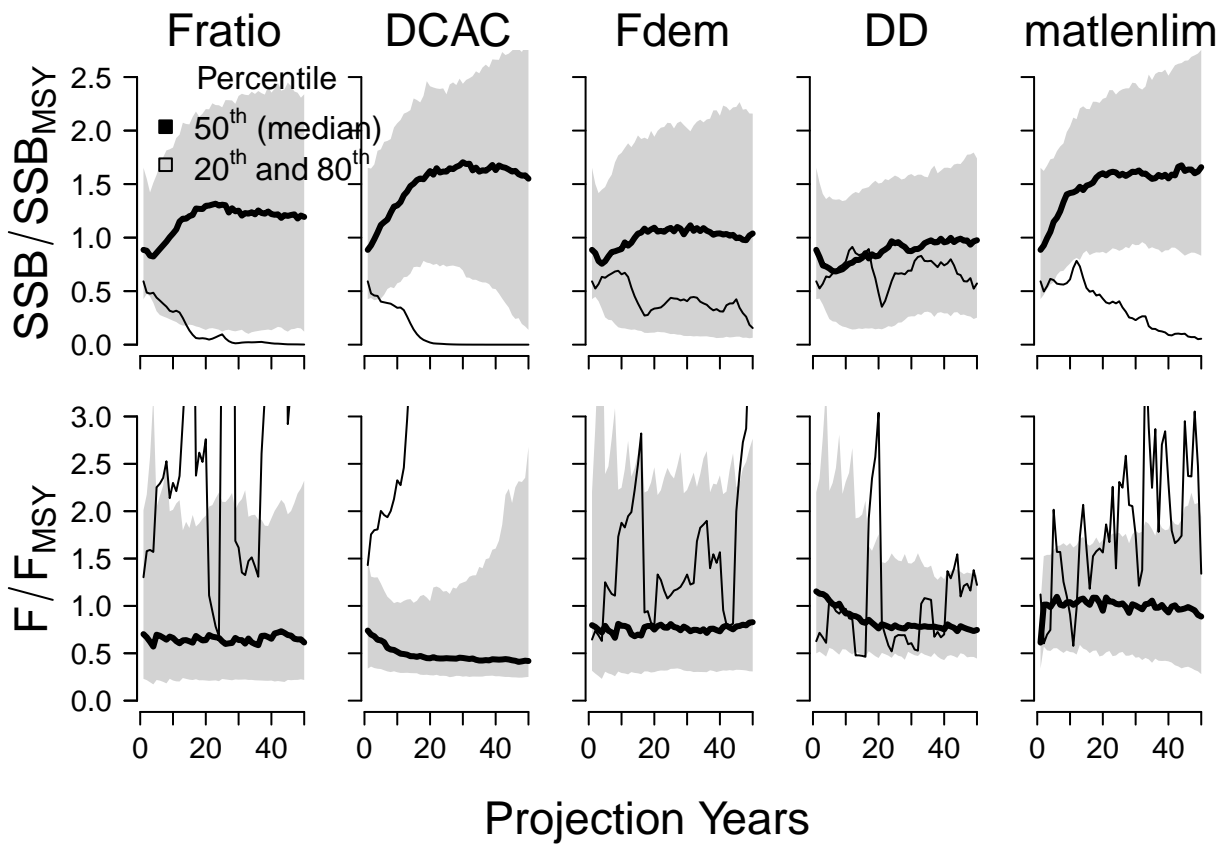 Fratio DCAC Fdem DD matlenlim
Percentile
50th (median)
20th and 80th
SSB / SSBMSY
2.5
2.0
1.5
1.0
0.5
0.0
F / FMSY
3.0
2.5
2.0
1.5
1.0
0.5
0.0
0 20 40 0 20 40 0 20 40 0 20 40 0 20 40
Projection Years